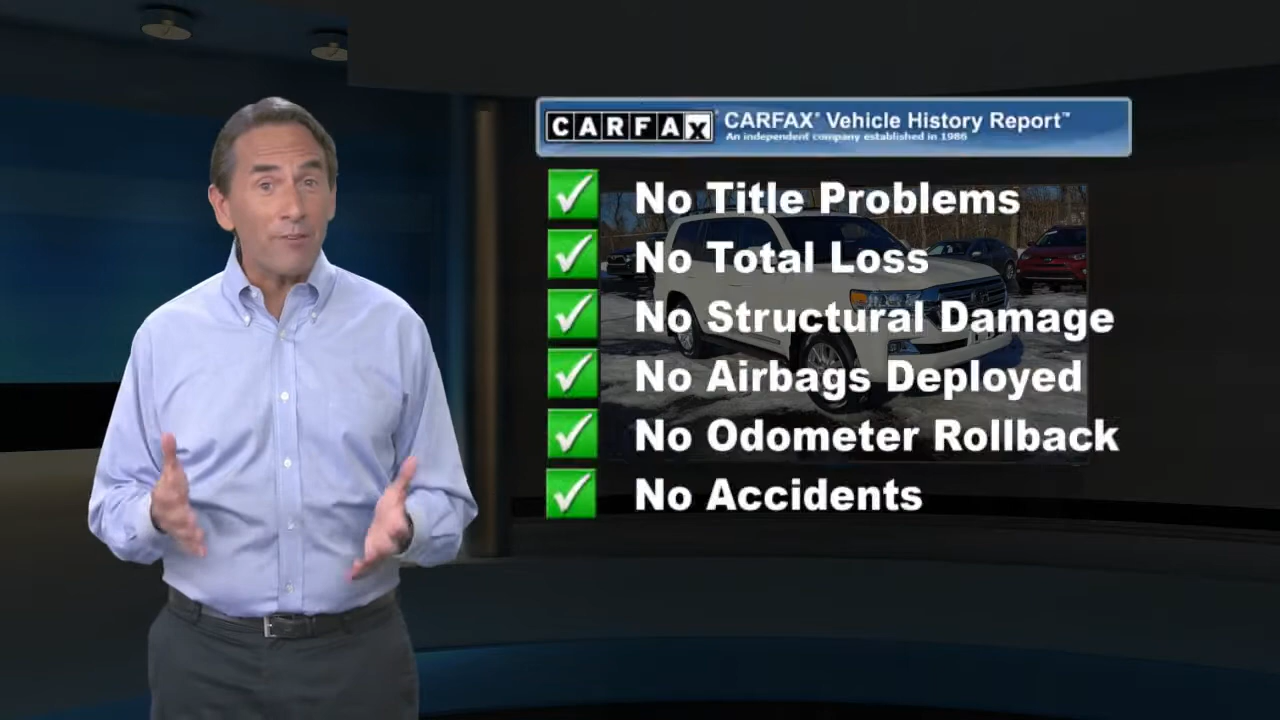 CARFAX
CARFAX® Vehicle History Report™
An independent company established in 1986
No Title Problems
No Total Loss
No Structural Damage
No Airbags Deployed
No Odometer Rollback
No Accidents